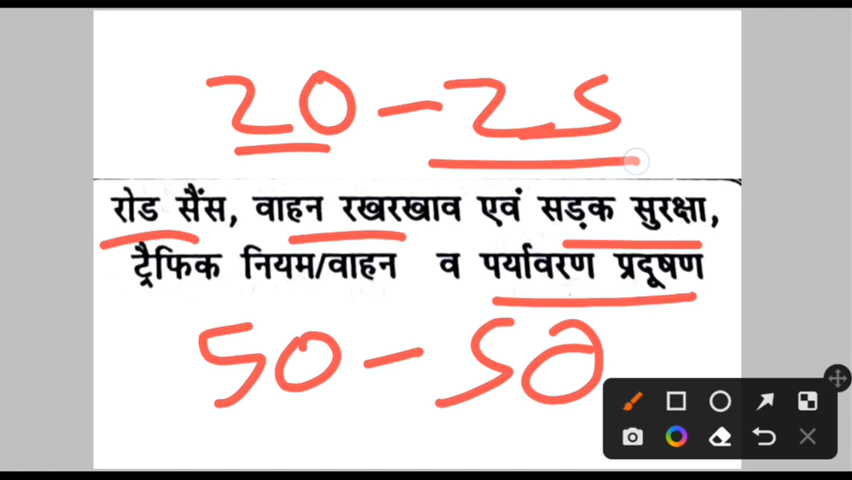 20 - 25
रोड सैंस, वाहन रखरखाव एवं सड़क सुरक्षा,
ट्रैफिक नियम/वाहन व पर्यावरण प्रदूषण
50 - 50